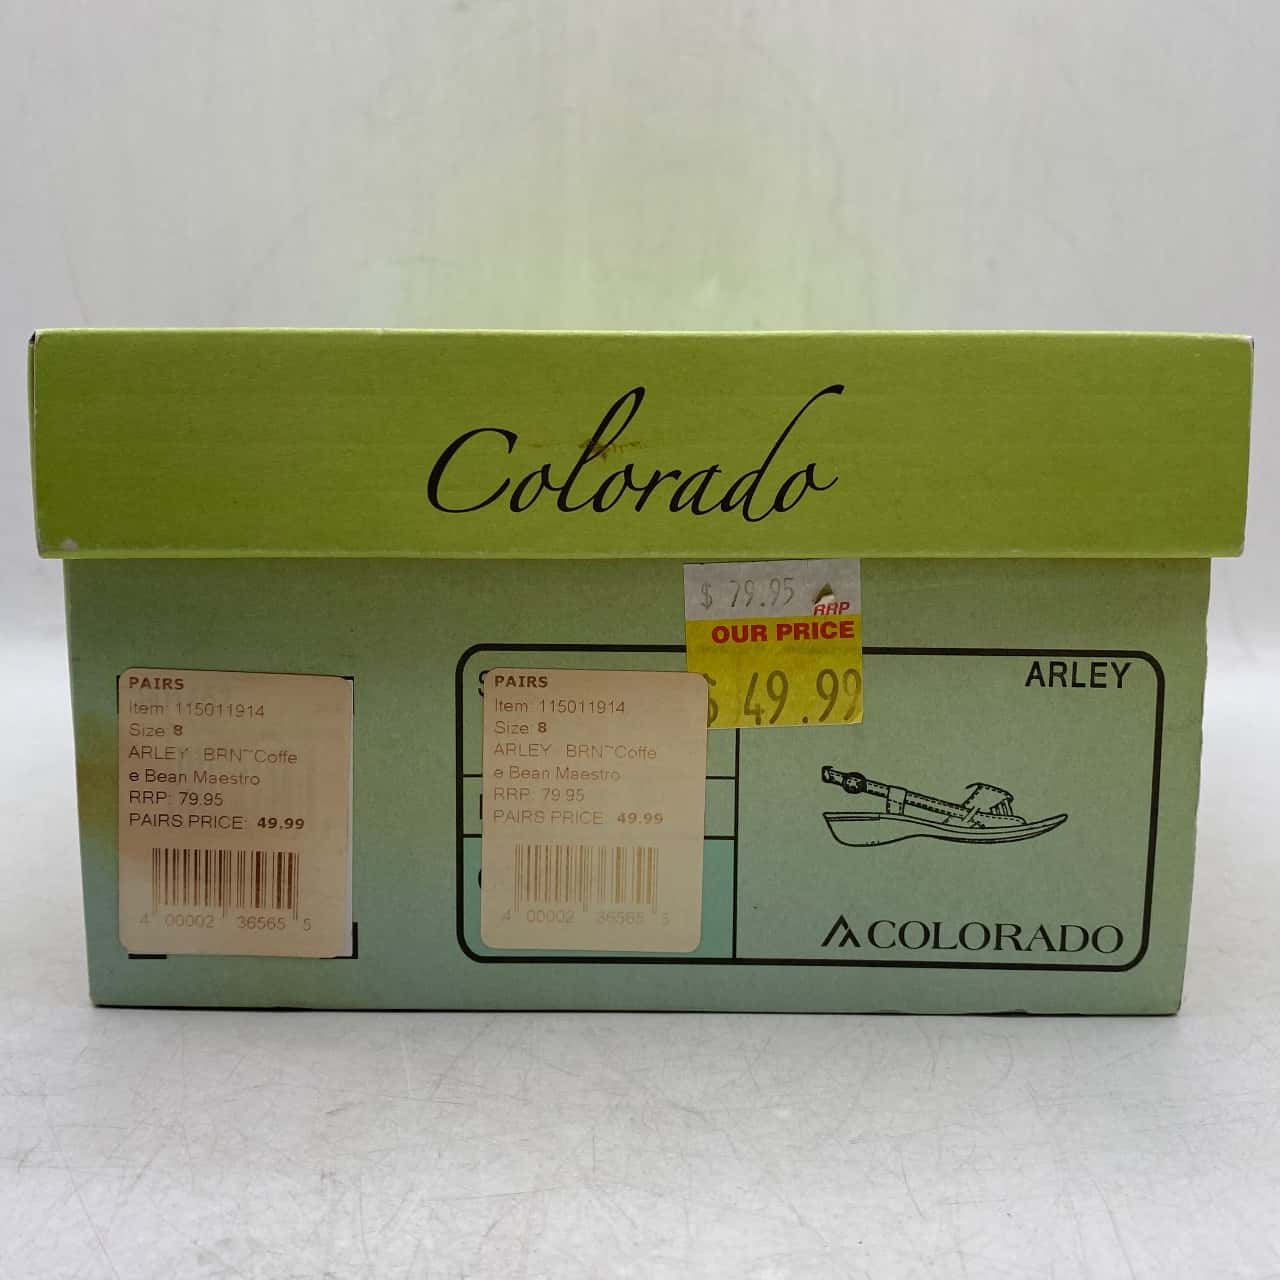 Colorado
$ 79.95
RRP
OUR PRICE
$ 49.99
PAIRS
Item: 115011914
Size: 8
ARLEY BRN~Coffe
e Bean Maestro
RRP: 79.95
PAIRS PRICE: 49.99
4 00002 36565 5
PAIRS
Item: 115011914
Size: 8
ARLEY BRN~Coffe
e Bean Maestro
RRP: 79.95
PAIRS PRICE: 49.99
4 00002 36565 5
ARLEY
COLORADO